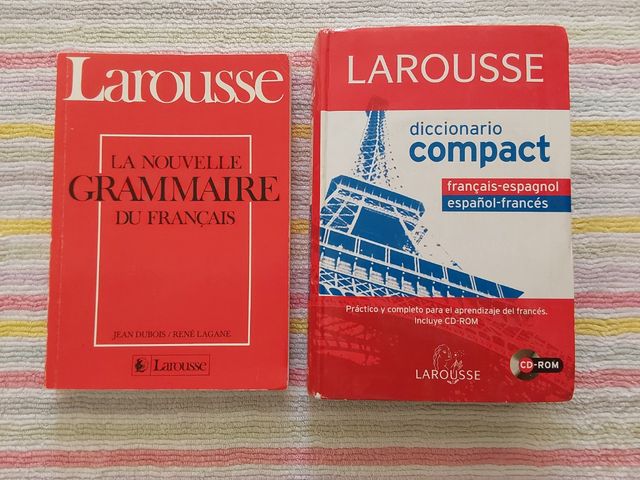 Larousse
LA NOUVELLE
GRAMMAIRE
DU FRANÇAIS
JEAN DUBOIS / RENÉ LAGANE
Larousse
LAROUSSE
diccionario
compact
français-espagnol
español-francés
Práctico y completo para el aprendizaje del francés.
Incluye CD-ROM
LAROUSSE
CD-ROM